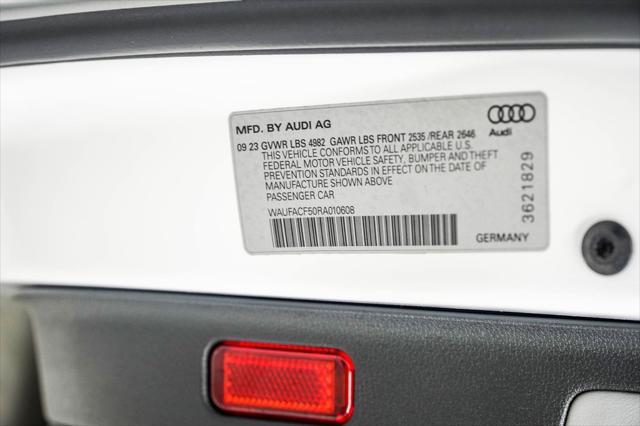 MFD. BY AUDI AG
09 23 GVWR LBS 4982 GAWR LBS FRONT 2535 /REAR 2646
THIS VEHICLE CONFORMS TO ALL APPLICABLE U.S.
FEDERAL MOTOR VEHICLE SAFETY, BUMPER AND THEFT
PREVENTION STANDARDS IN EFFECT ON THE DATE OF
MANUFACTURE SHOWN ABOVE
PASSENGER CAR
WAUFACF50RA010608
Audi
3621829
GERMANY